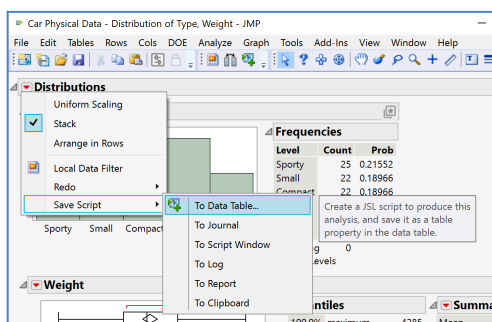 Car Physical Data - Distribution of Type, Weight - JMP
File Edit Tables Rows Cols DOE Analyze Graph Tools Add-Ins View Window Help
Distributions
Uniform Scaling
Stack
Arrange in Rows
Local Data Filter
Redo
Save Script
To Data Table...
To Journal
To Script Window
To Log
To Report
To Clipboard
Create a JSL script to produce this
analysis, and save it as a table
property in the data table.
Frequencies
Level Count Prob
Sporty 25 0.21552
Small 22 0.18966
Compact 22 0.18966
0
evels
Sporty Small Compact
Weight
ntiles
Summa
100.0% maximum 4285 Mean